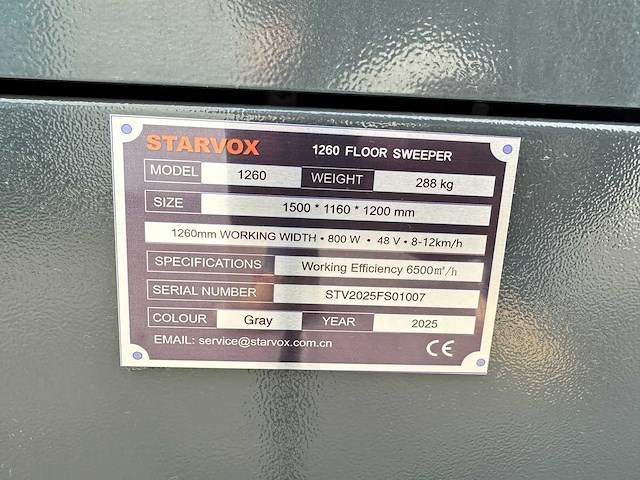 STARVOX 1260 FLOOR SWEEPER
MODEL 1260 WEIGHT 288 kg
SIZE 1500 * 1160 * 1200 mm
1260mm WORKING WIDTH • 800 W • 48 V • 8-12km/h
SPECIFICATIONS Working Efficiency 6500㎡/h
SERIAL NUMBER STV2025FS01007
COLOUR Gray YEAR 2025
EMAIL: service@starvox.com.cn CE